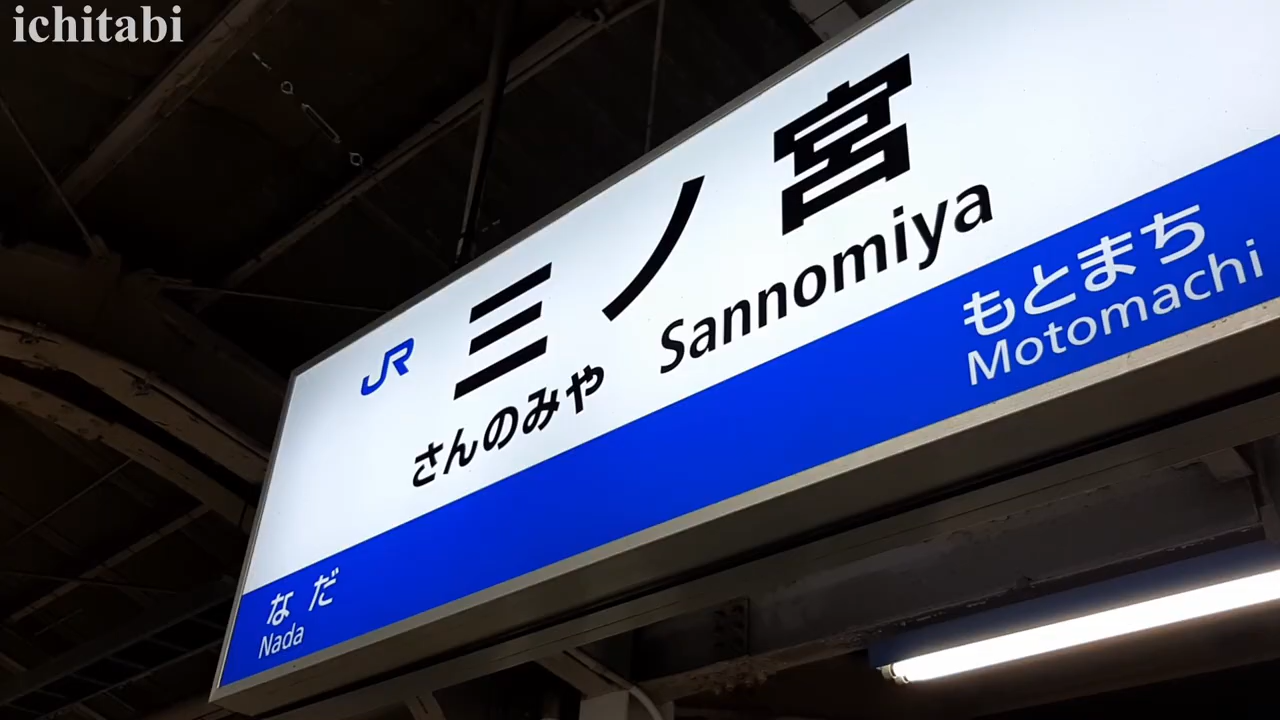 ichitabi
JR 三ノ宮
さんのみや Sannomiya
なだ
Nada
もとまち
Motomachi